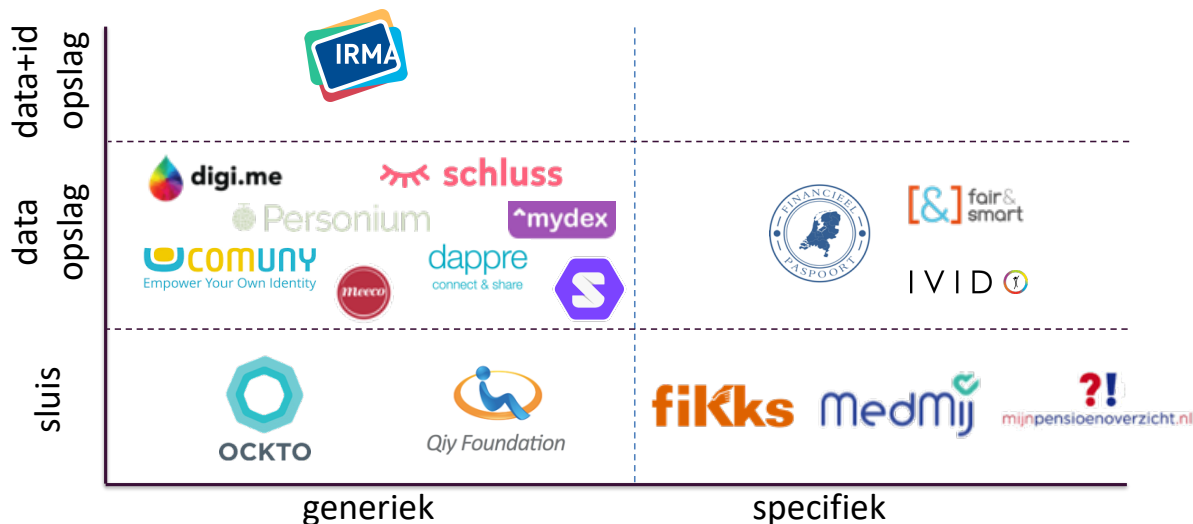 data+id
opslag
IRMA
data
opslag
digi.me
schluss
Personium
^mydex
comuny
Empower Your Own Identity
meeco
dappre
connect & share
S
FINANCIEEL
PASPOORT
[&] fair&
smart
IVIDO
sluis
OCKTO
Qiy Foundation
fikks
MedMij
?!
mijnpensioenoverzicht.nl
generiek
specifiek